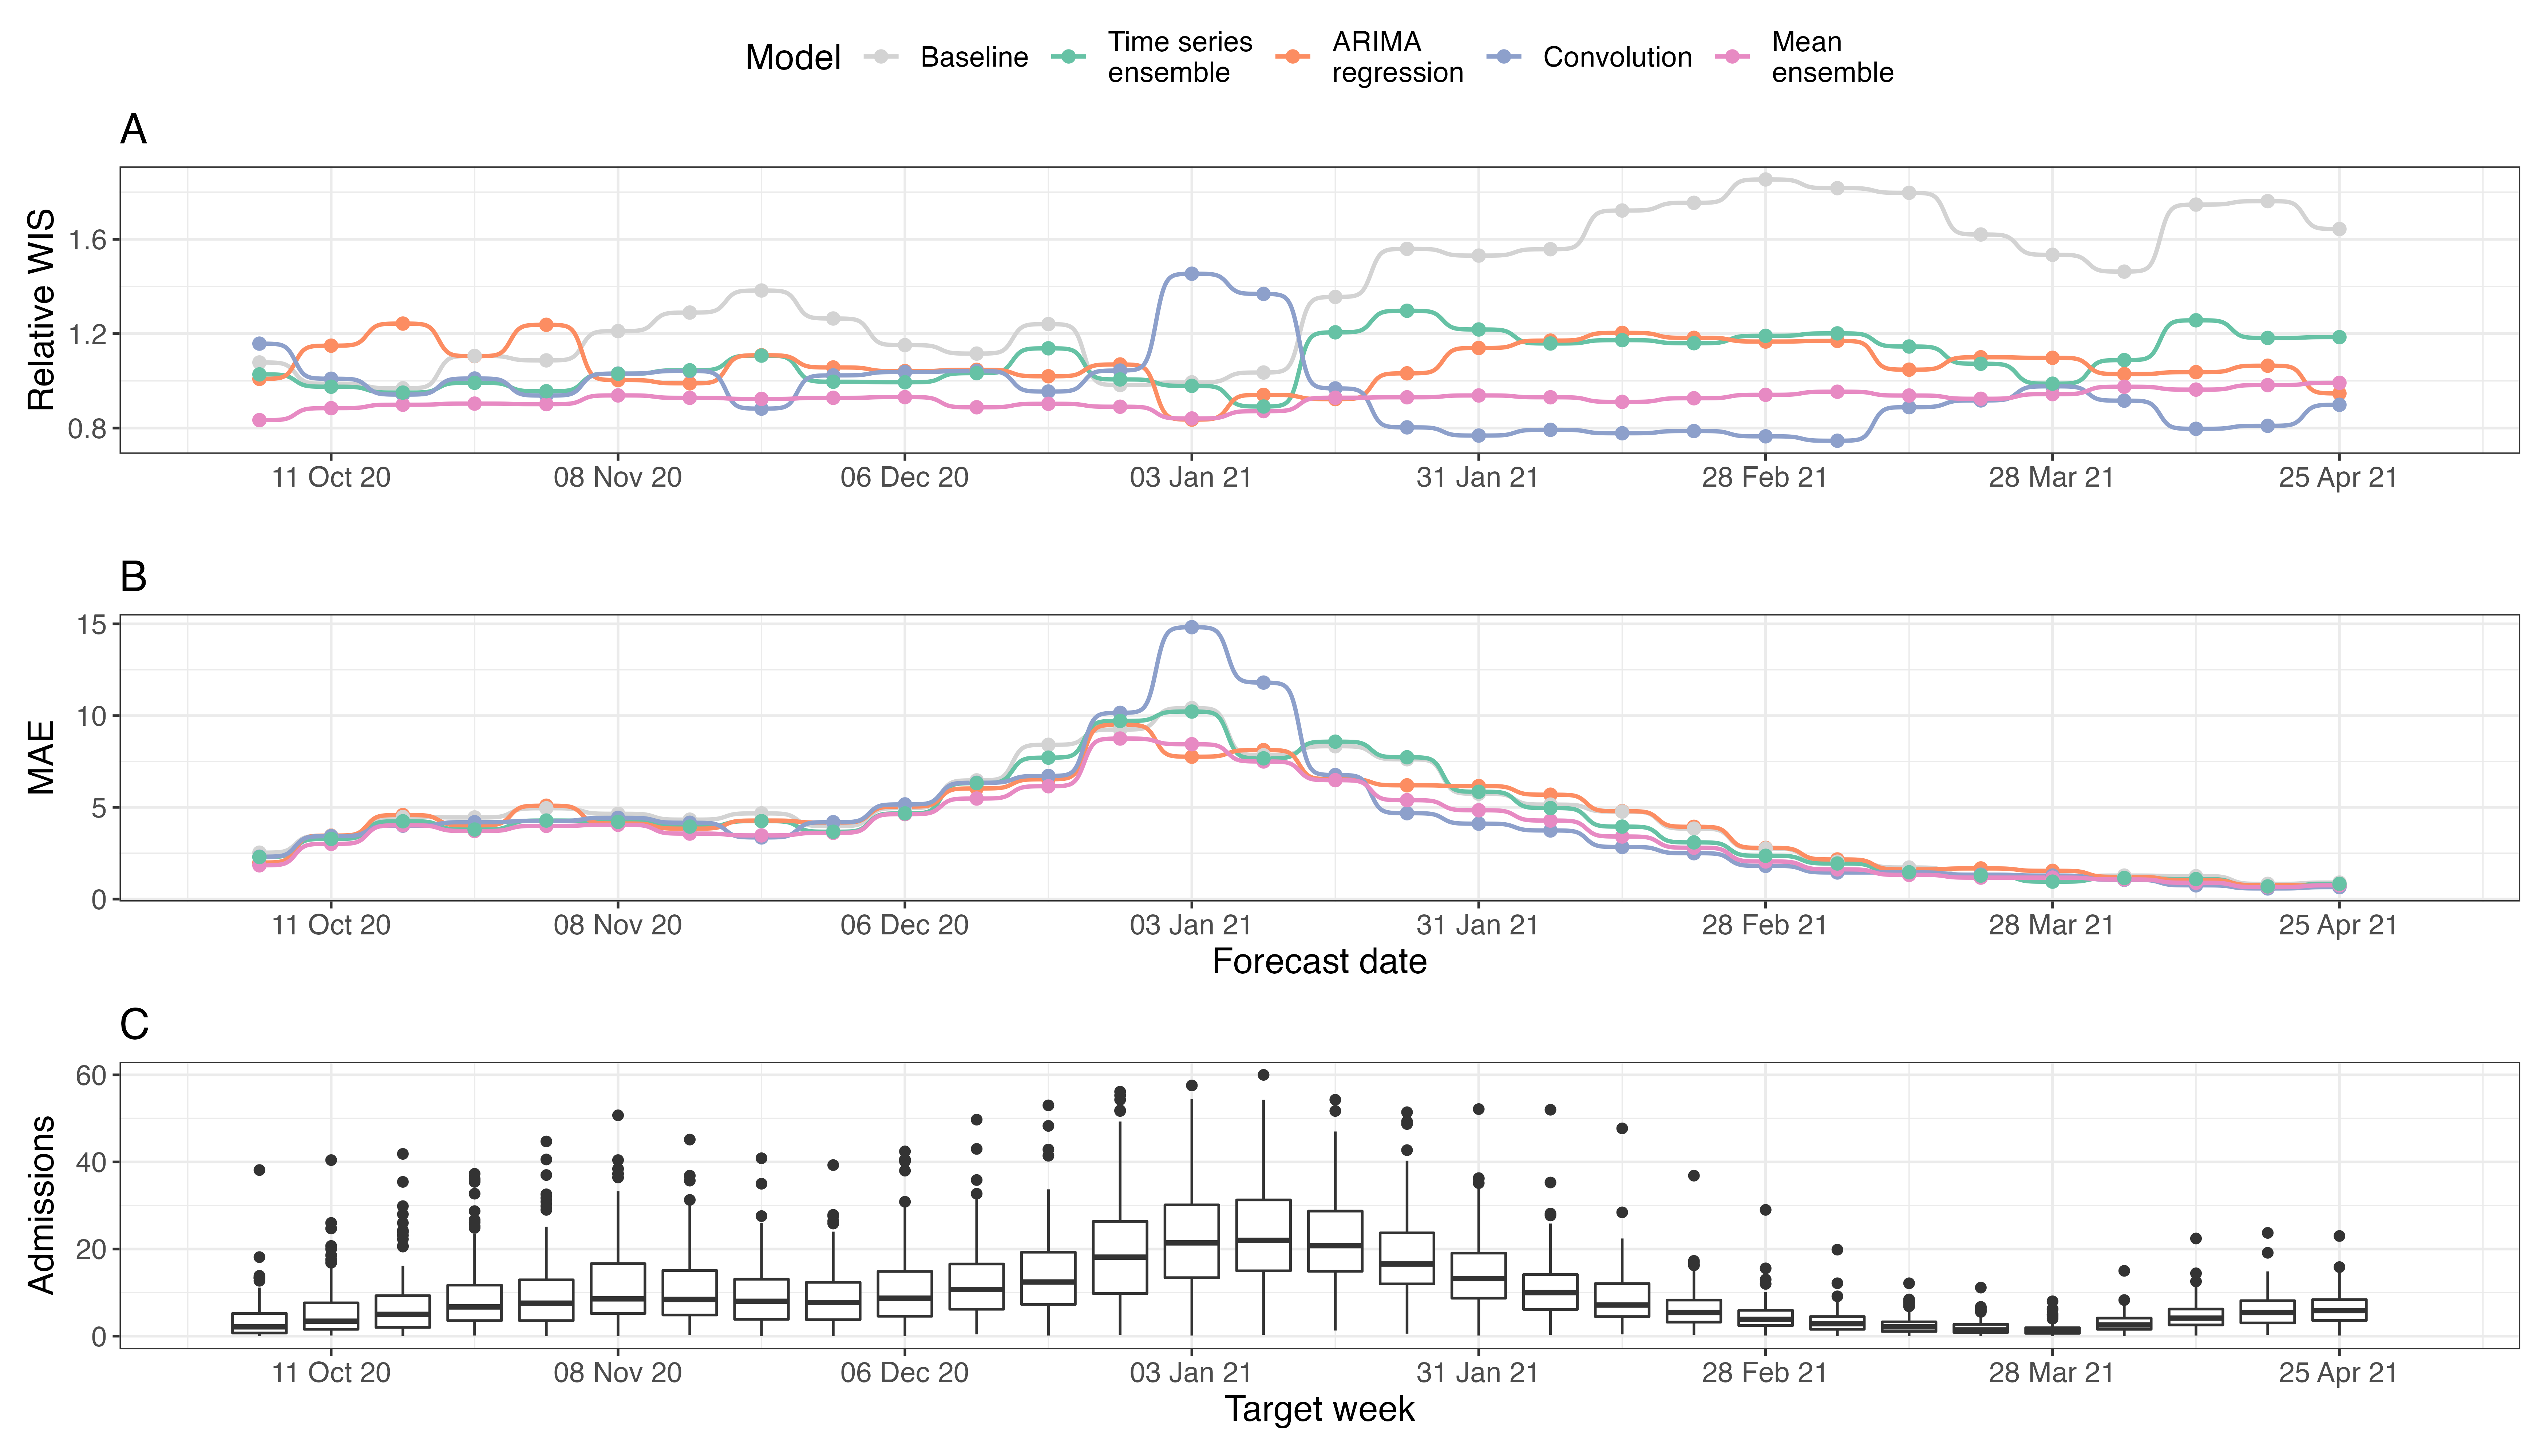 Model
Baseline
Time series
ensemble
ARIMA
regression
Convolution
Mean
ensemble
A
Relative WIS
1.6
1.2
0.8
11 Oct 20 08 Nov 20 06 Dec 20 03 Jan 21 31 Jan 21 28 Feb 21 28 Mar 21 25 Apr 21
B
MAE
15
10
5
0
11 Oct 20 08 Nov 20 06 Dec 20 03 Jan 21 31 Jan 21 28 Feb 21 28 Mar 21 25 Apr 21
Forecast date
C
Admissions
60
40
20
0
11 Oct 20 08 Nov 20 06 Dec 20 03 Jan 21 31 Jan 21 28 Feb 21 28 Mar 21 25 Apr 21
Target week